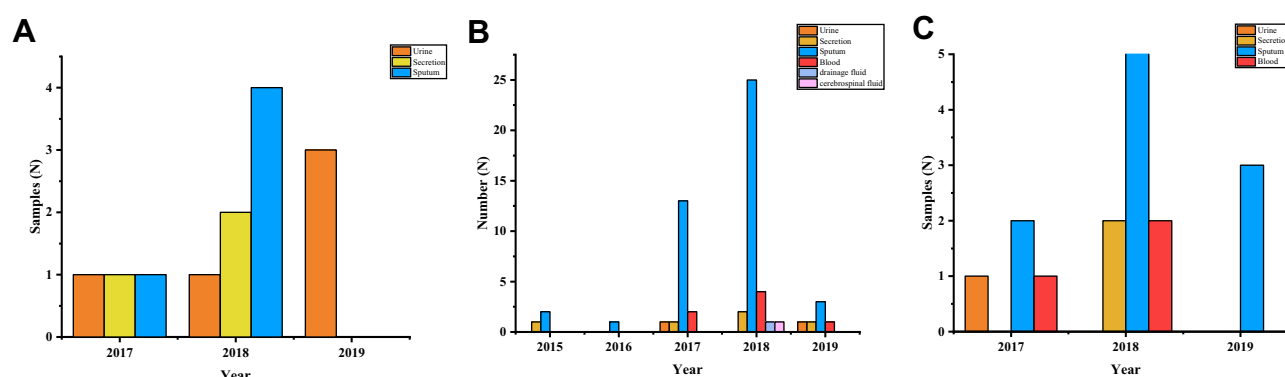 A
Urine
Secretion
Sputum
Samples (N)
4
3
2
1
0
2017
2018
2019
Year
B
Urine
Secretion
Sputum
Blood
drainage fluid
cerebrospinal fluid
Number (N)
25
20
15
10
5
0
2015
2016
2017
2018
2019
Year
C
Urine
Secretion
Sputum
Blood
Samples (N)
5
4
3
2
1
0
2017
2018
2019
Year